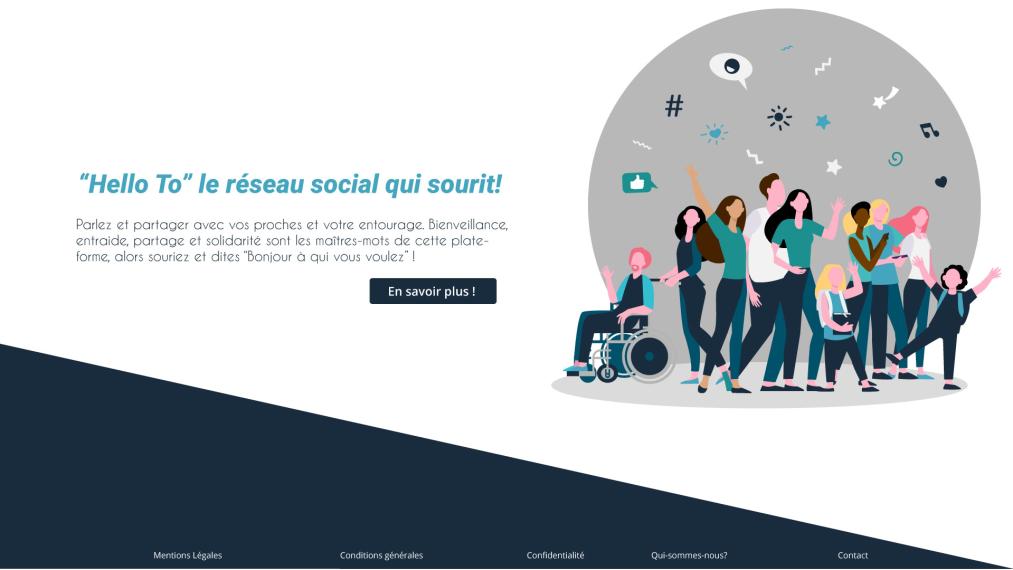 #
“Hello To” le réseau social qui sourit!
Parlez et partager avec vos proches et votre entourage. Bienveillance,
entraide, partage et solidarité sont les maîtres-mots de cette plate-
forme, alors souriez et dites “Bonjour à qui vous voulez” !
En savoir plus !
Mentions Légales Conditions générales Confidentialité Qui-sommes-nous? Contact